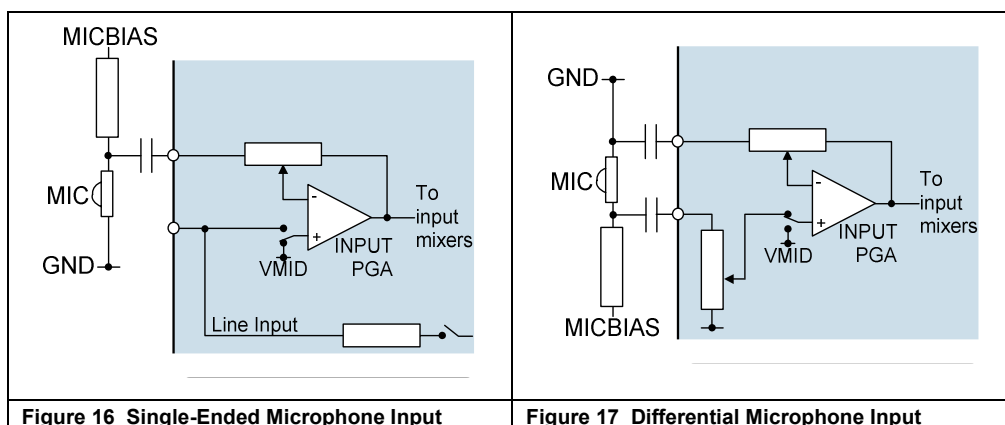 MICBIAS
MIC
GND
-
+
INPUT
PGA
VMID
To
input
mixers
Line Input
Figure 16 Single-Ended Microphone Input
GND
MIC
MICBIAS
-
+
INPUT
PGA
VMID
To
input
mixers
Figure 17 Differential Microphone Input